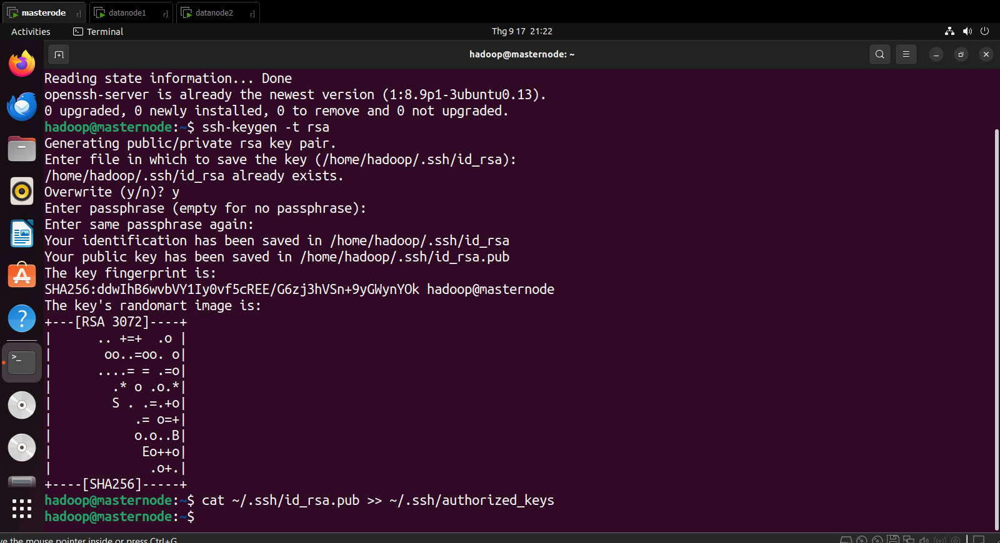 masterode
datanode1
datanode2
Activities
Terminal
Thg 9 17 21:22
hadoop@masternode: ~
Reading state information... Done
openssh-server is already the newest version (1:8.9p1-3ubuntu0.13).
0 upgraded, 0 newly installed, 0 to remove and 0 not upgraded.
hadoop@masternode:~$ ssh-keygen -t rsa
Generating public/private rsa key pair.
Enter file in which to save the key (/home/hadoop/.ssh/id_rsa):
/home/hadoop/.ssh/id_rsa already exists.
Overwrite (y/n)? y
Enter passphrase (empty for no passphrase):
Enter same passphrase again:
Your identification has been saved in /home/hadoop/.ssh/id_rsa
Your public key has been saved in /home/hadoop/.ssh/id_rsa.pub
The key fingerprint is:
SHA256:ddwIhB6wvbVY1Iy0vf5cREE/G6zj3hVSn+9yGWynYOk hadoop@masternode
The key's randomart image is:
+---[RSA 3072]----+
|      .. +=+  .o |
|       oo..=oo. o|
|      ....= = .=o|
|        .* o .o.*|
|        S . .=.+o|
|           .= o=+|
|           o.o..B|
|            Eo++o|
|             .o+.|
+----[SHA256]-----+
hadoop@masternode:~$ cat ~/.ssh/id_rsa.pub >> ~/.ssh/authorized_keys
hadoop@masternode:~$
ve the mouse pointer inside or press Ctrl+G